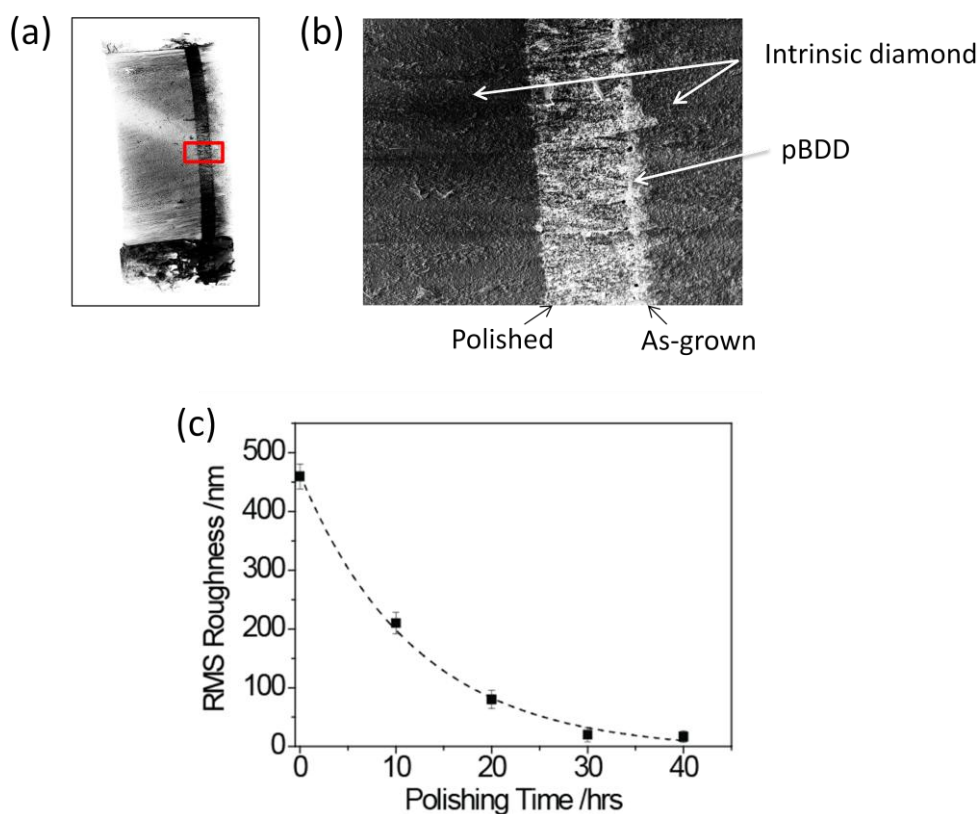 (a)
(b)
Intrinsic diamond
pBDD
Polished
As-grown
(c)
RMS Roughness /nm
500
400
300
200
100
0
0
10
20
30
40
Polishing Time /hrs